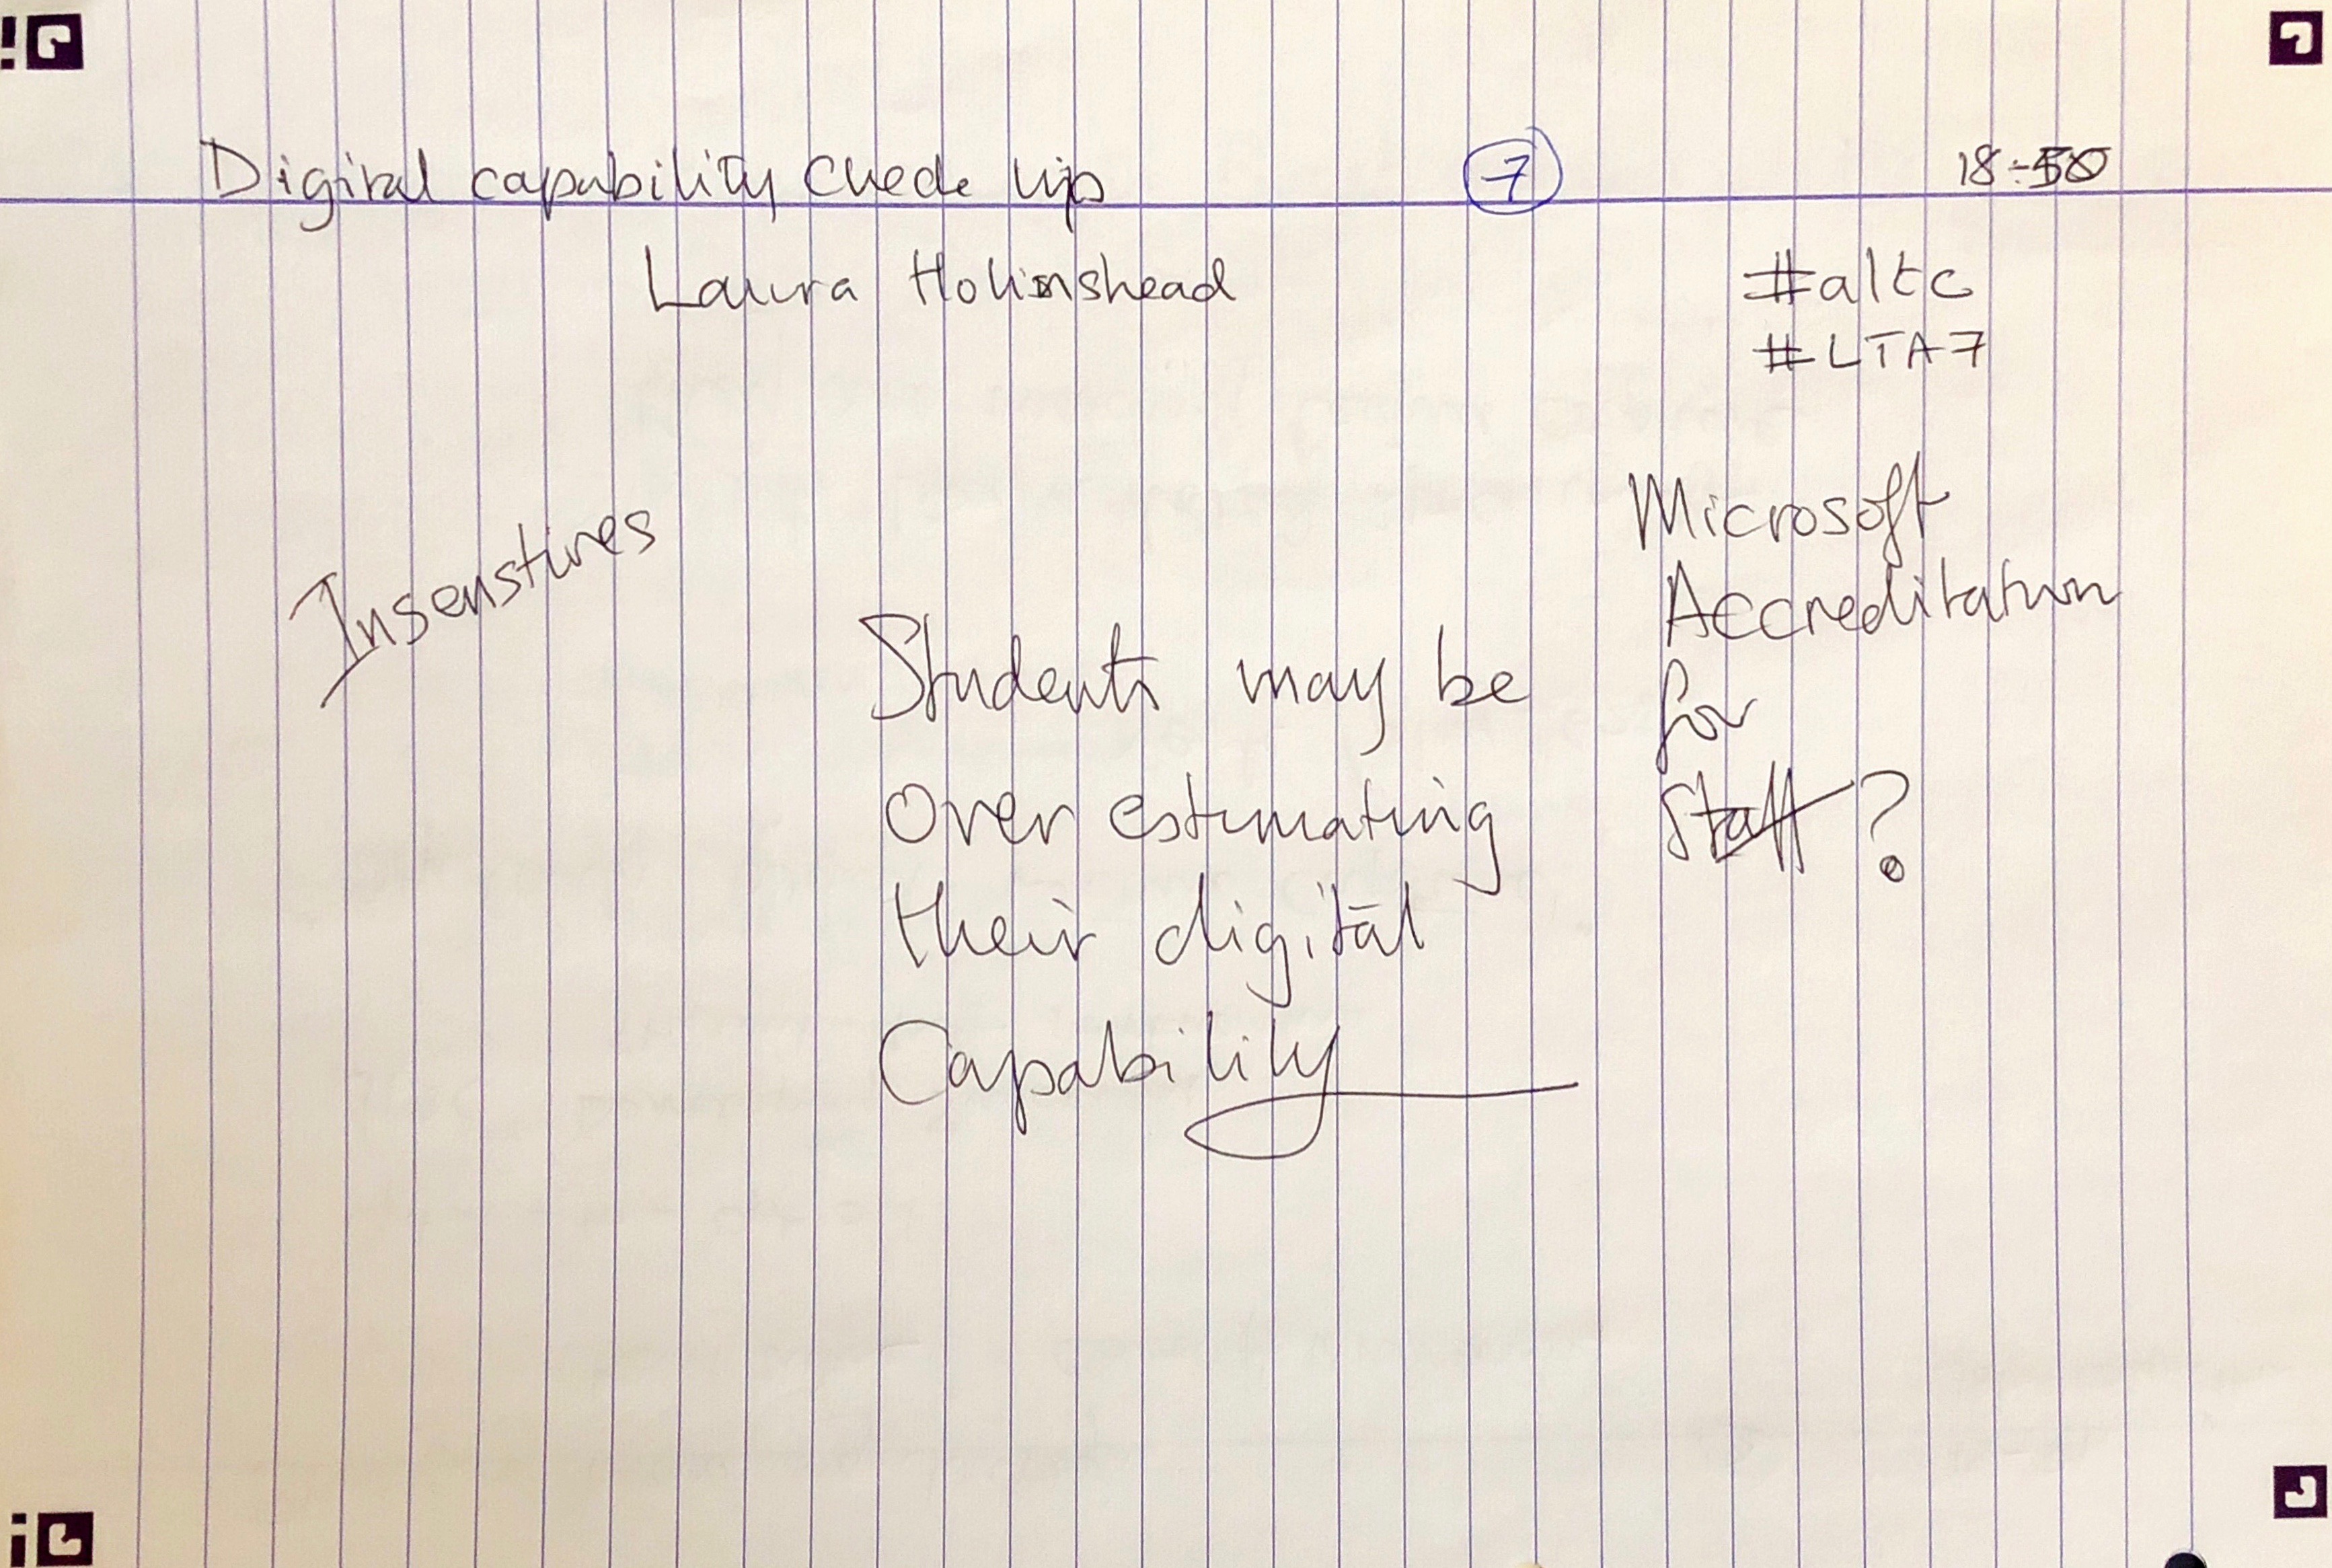 Digital capability check ups
7
18:50
Laura Hollinshead
#altc
#LTA7
Insenstives
Students may be
over estimating
their digital
Capability
Microsoft
Accreditation
for
Staff?